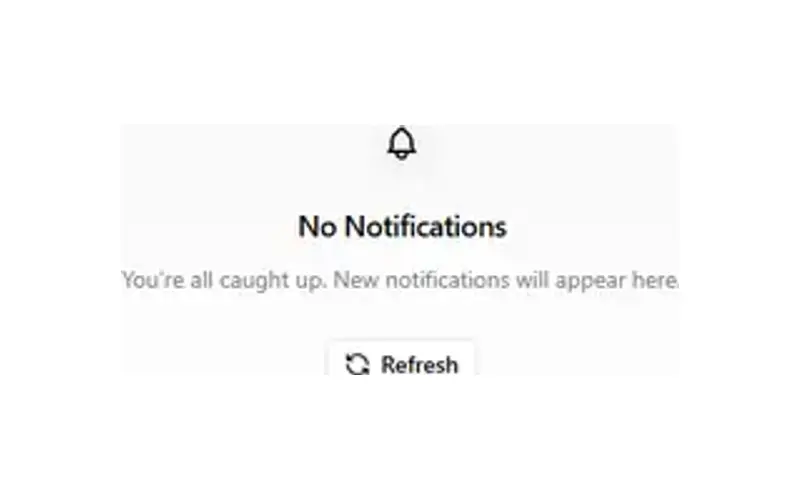 No Notifications
You're all caught up. New notifications will appear here.
Refresh